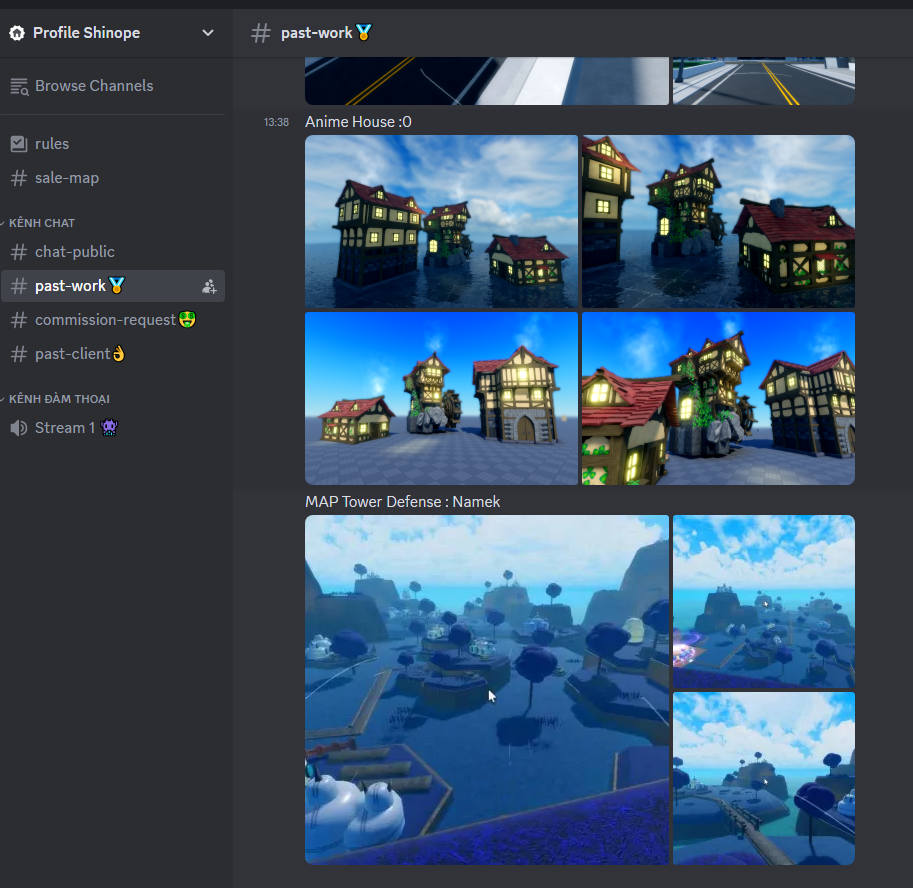 Profile Shinope
Browse Channels
rules
sale-map
KÊNH CHAT
chat-public
past-work🏅
commission-request🤑
past-client👌
KÊNH ĐÀM THOẠI
Stream 1 👾
past-work🏅
13:38 Anime House :O
MAP Tower Defense : Namek